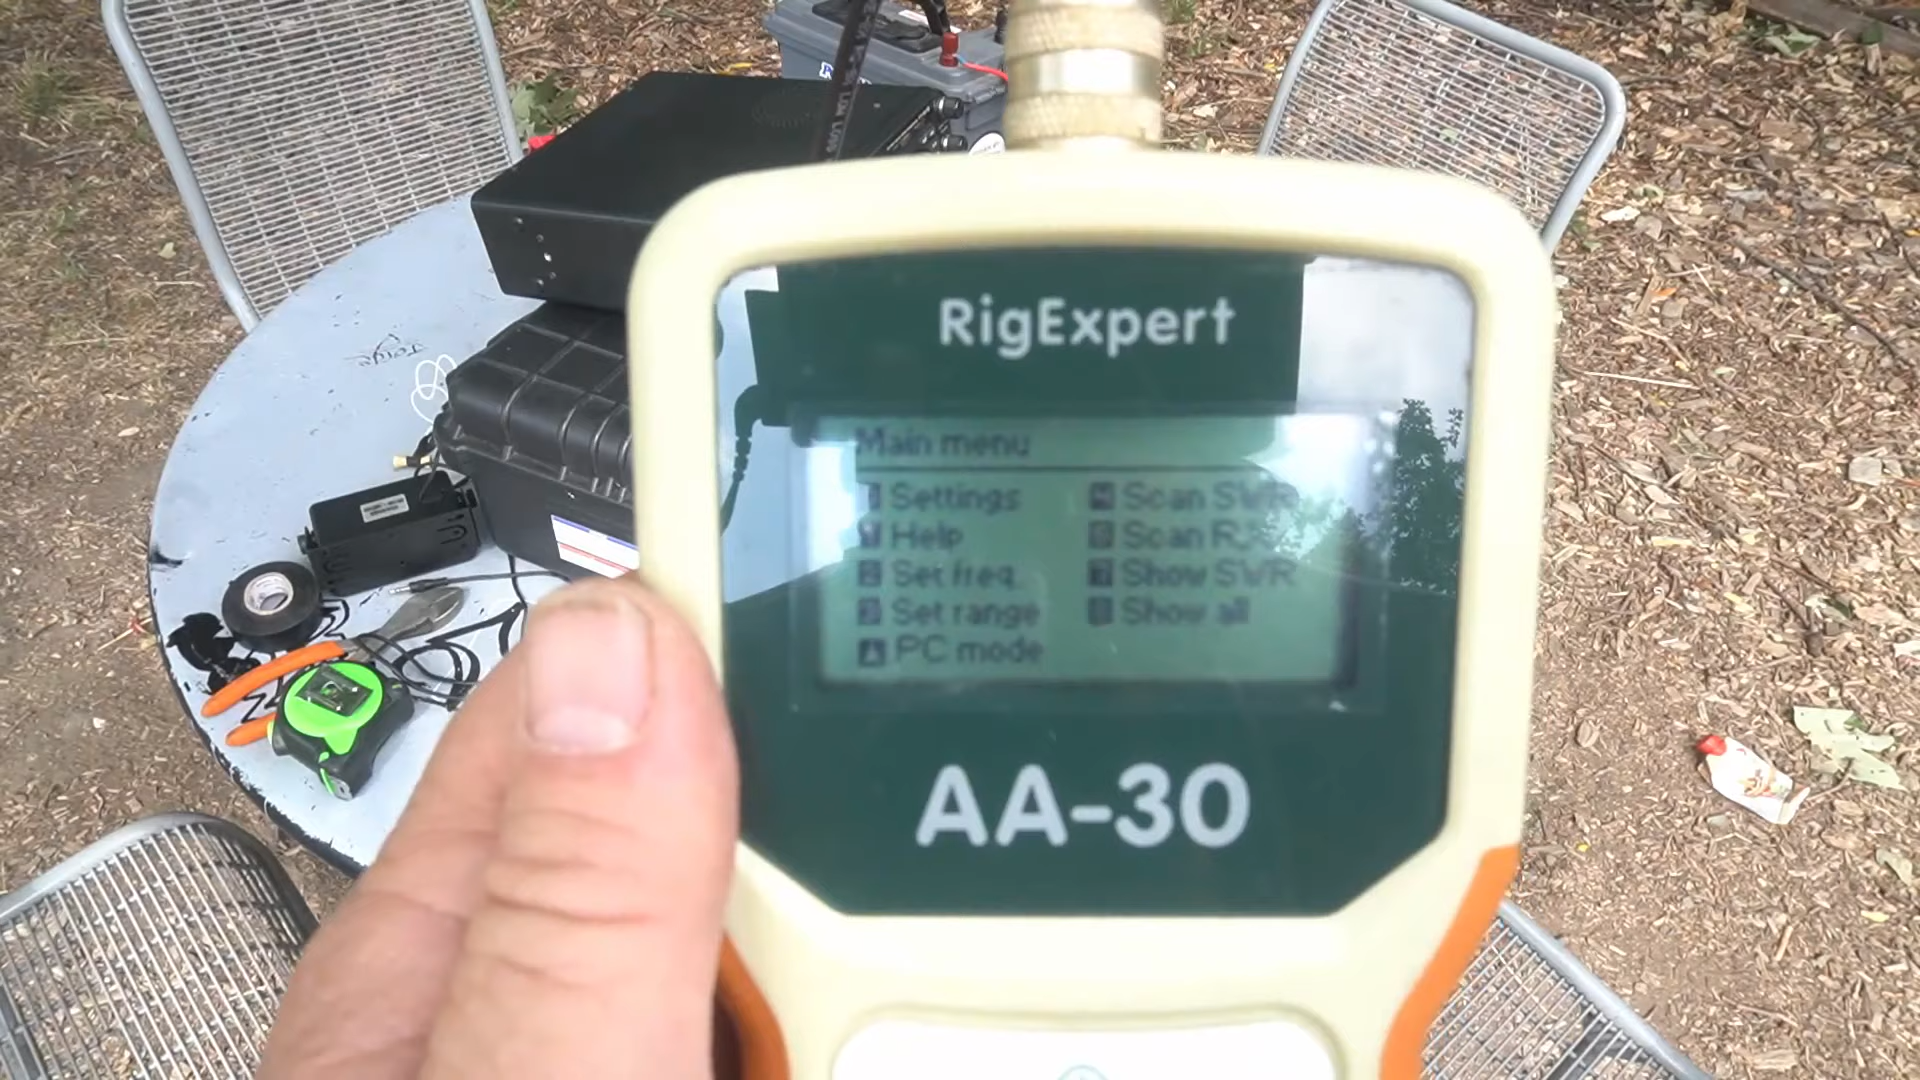 RigExpert
Main menu
Settings
Scan SWR
Help
Scan R,
Set freq.
Show SWR
Set range
Show all
PC mode
AA-30